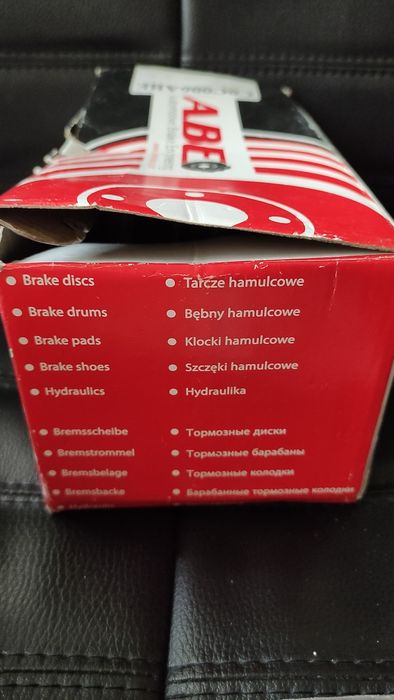 ABE
Brake discs
Brake drums
Brake pads
Brake shoes
Hydraulics
Tarcze hamulcowe
Bębny hamulcowe
Klocki hamulcowe
Szczęki hamulcowe
Hydraulika
Bremsscheibe
Bremstrommel
Bremsbelage
Bremsbacke
Тормозные диски
Тормозные барабаны
Тормозные колодки
Барабанные тормозные колодки